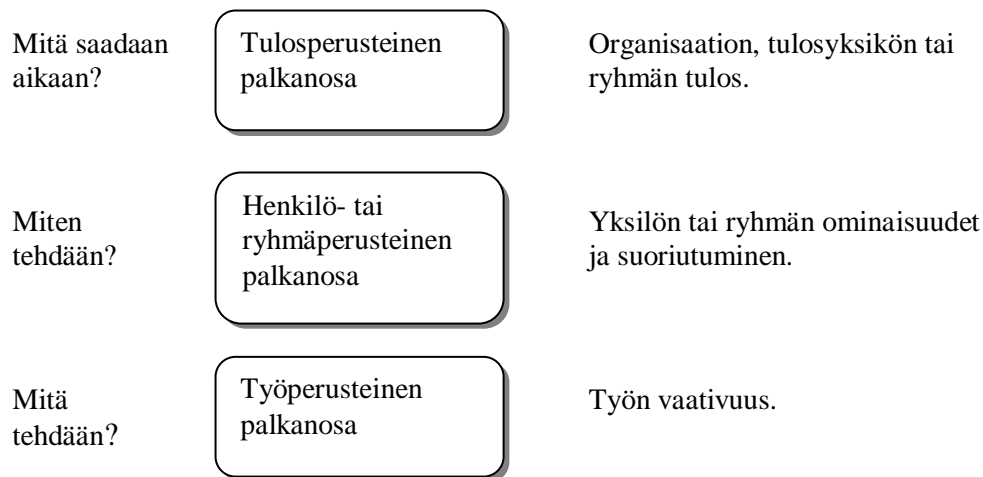 Mitä saadaan
aikaan?
Tulosperusteinen
palkanosa
Organisaation, tulosyksikön tai
ryhmän tulos.
Miten
tehdään?
Henkilö- tai
ryhmäperusteinen
palkanosa
Yksilön tai ryhmän ominaisuudet
ja suoriutuminen.
Mitä
tehdään?
Työperusteinen
palkanosa
Työn vaativuus.